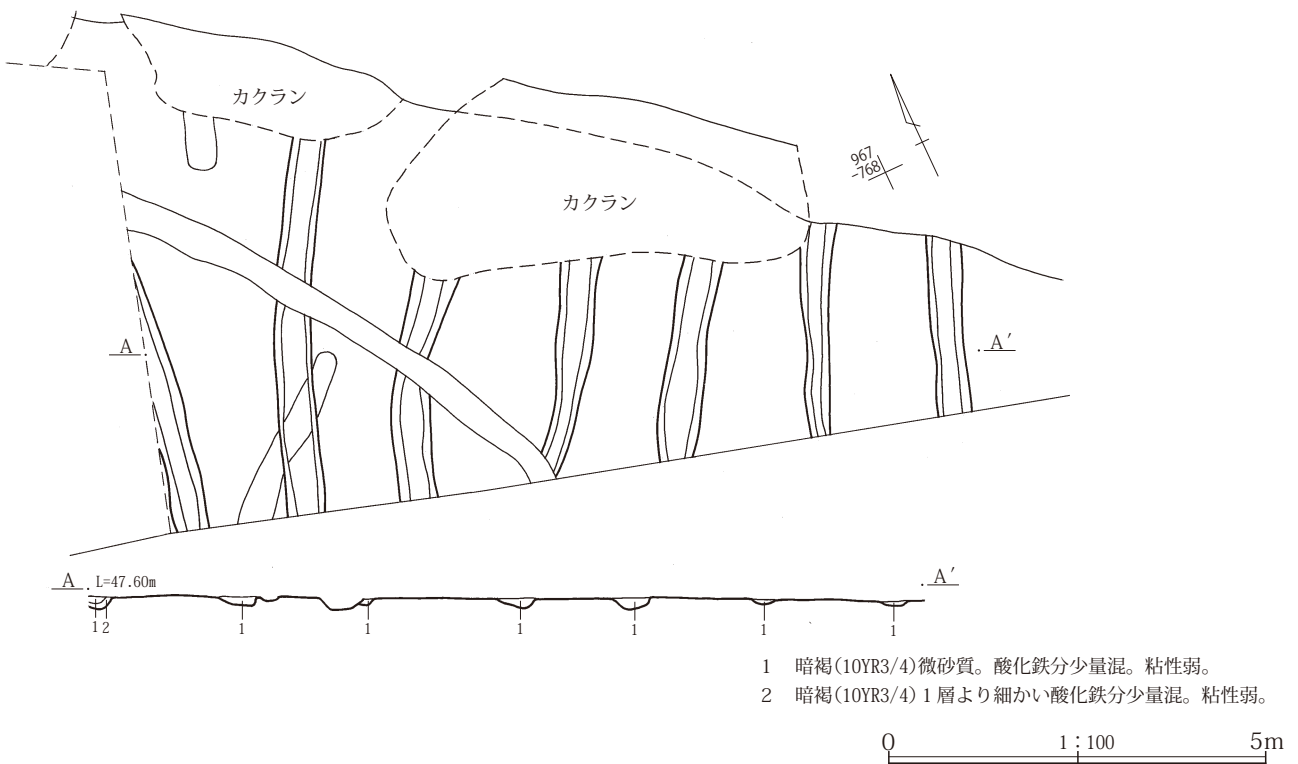 カクラン
カクラン
967
-768
A
A′
A
L=47.60m
A′
1 2
1
1
1
1
1
1
1 暗褐(10YR3/4)微砂質。酸化鉄分少量混。粘性弱。
2 暗褐(10YR3/4)1層より細かい酸化鉄分少量混。粘性弱。
0
1:100
5m